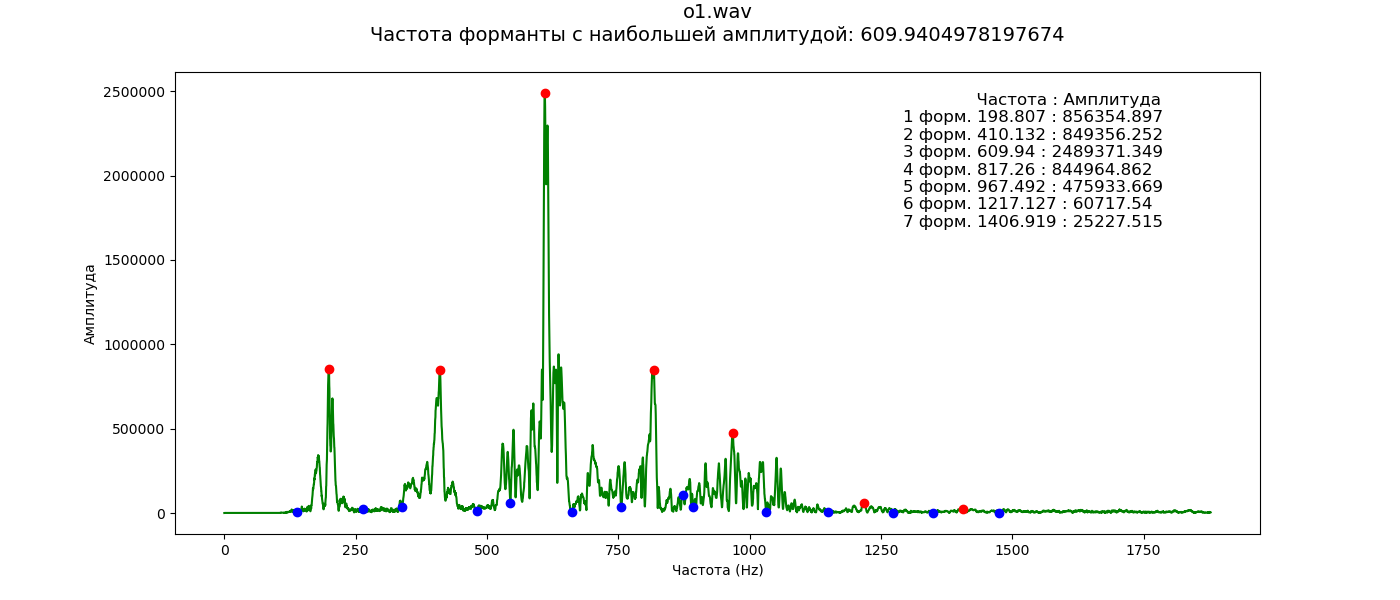 o1.wav
Частота форманты с наибольшей амплитудой: 609.9404978197674
Частота : Амплитуда
1 форм. 198.807 : 856354.897
2 форм. 410.132 : 849356.252
3 форм. 609.94 : 2489371.349
4 форм. 817.26 : 844964.862
5 форм. 967.492 : 475933.669
6 форм. 1217.127 : 60717.54
7 форм. 1406.919 : 25227.515
Амплитуда
2500000
2000000
1500000
1000000
500000
0
0 250 500 750 1000 1250 1500 1750
Частота (Hz)